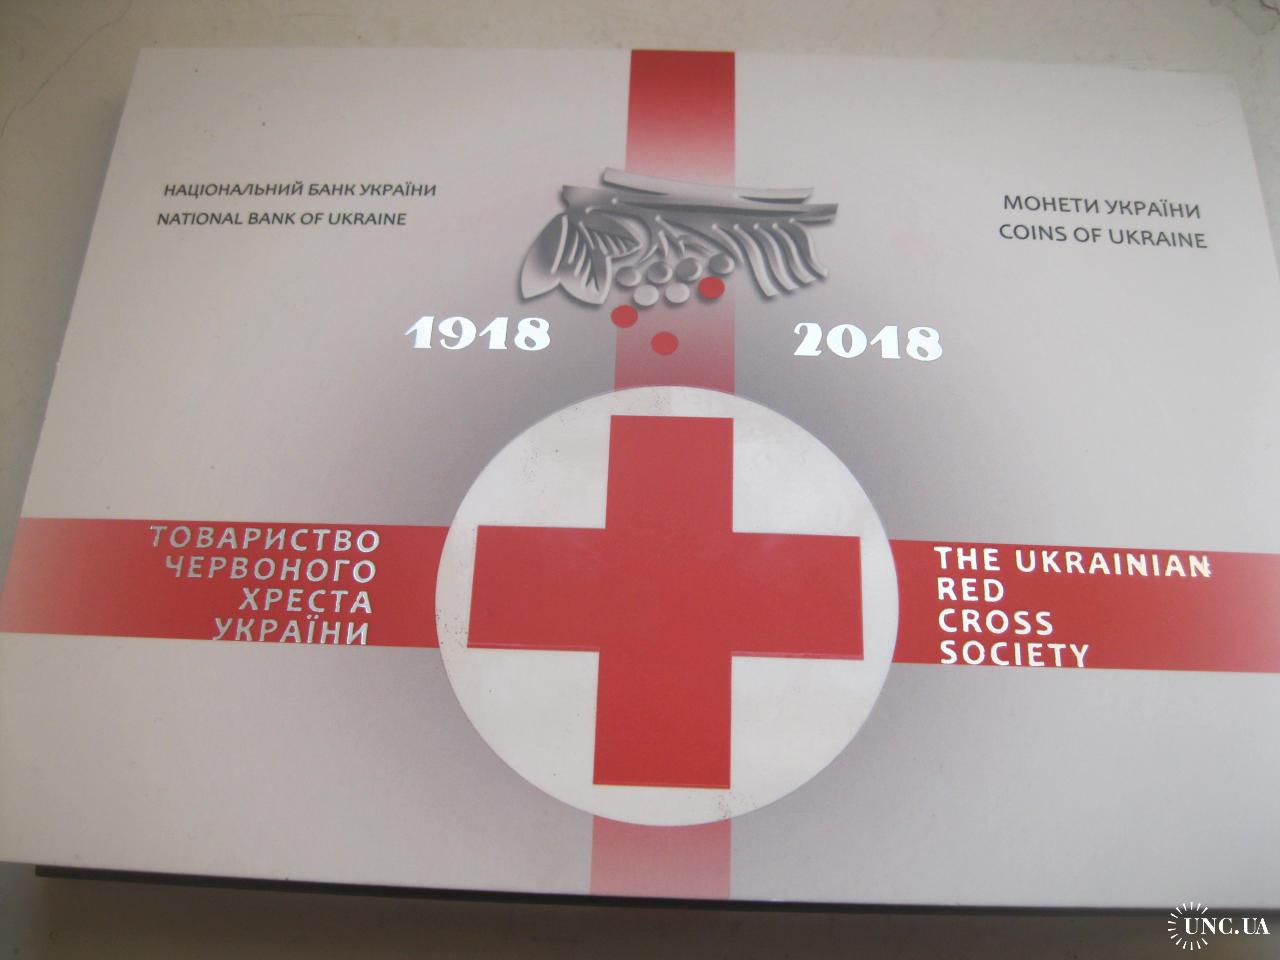 НАЦІОНАЛЬНИЙ БАНК УКРАЇНИ
NATIONAL BANK OF UKRAINE
МОНЕТИ УКРАЇНИ
COINS OF UKRAINE
1918
2018
ТОВАРИСТВО
ЧЕРВОНОГО
ХРЕСТА
УКРАЇНИ
THE UKRAINIAN
RED
CROSS
SOCIETY
UNC.UA